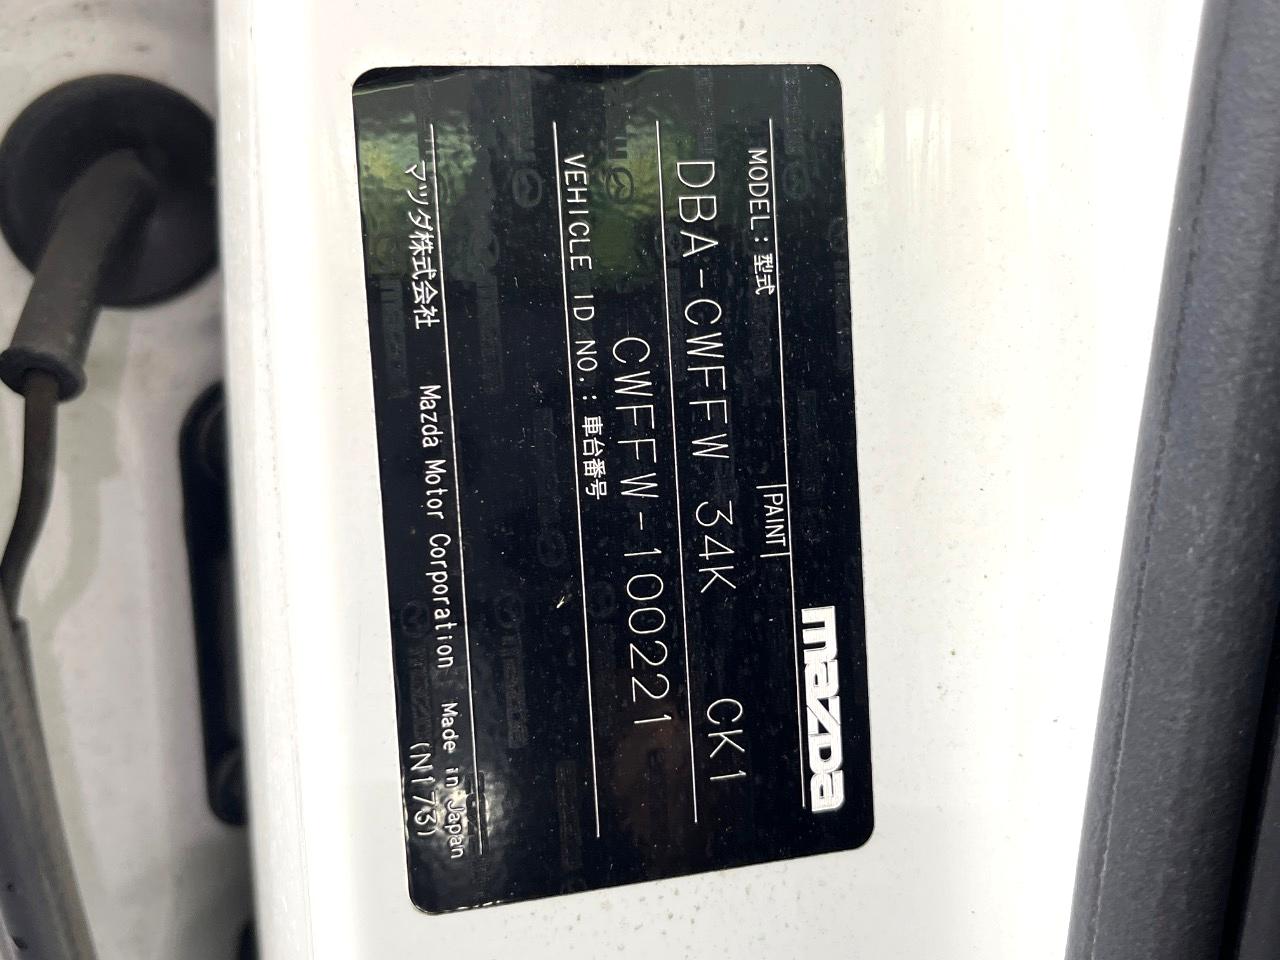 mazda
MODEL:型式 PAINT
DBA-CWFFW 34K CK1
VEHICLE ID NO.:車台番号
CWFFW-100221
マツダ株式会社 Mazda Motor Corporation Made in Japan
(N173)